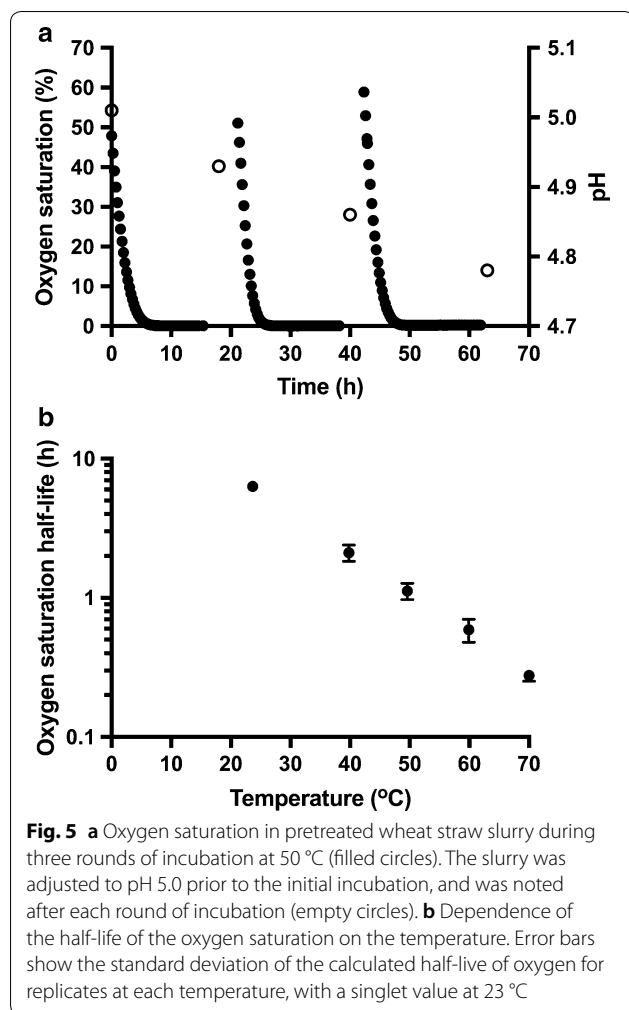 a
70
60
50
40
30
20
10
0
Oxygen saturation (%)
5.1
5.0
4.9
4.8
4.7
pH
0 10 20 30 40 50 60 70
Time (h)
b
10
1
0.1
Oxygen saturation half-life (h)
0 10 20 30 40 50 60 70
Temperature (ºC)
Fig. 5 a Oxygen saturation in pretreated wheat straw slurry during
three rounds of incubation at 50 °C (filled circles). The slurry was
adjusted to pH 5.0 prior to the initial incubation, and was noted
after each round of incubation (empty circles). b Dependence of
the half-life of the oxygen saturation on the temperature. Error bars
show the standard deviation of the calculated half-live of oxygen for
replicates at each temperature, with a singlet value at 23 °C